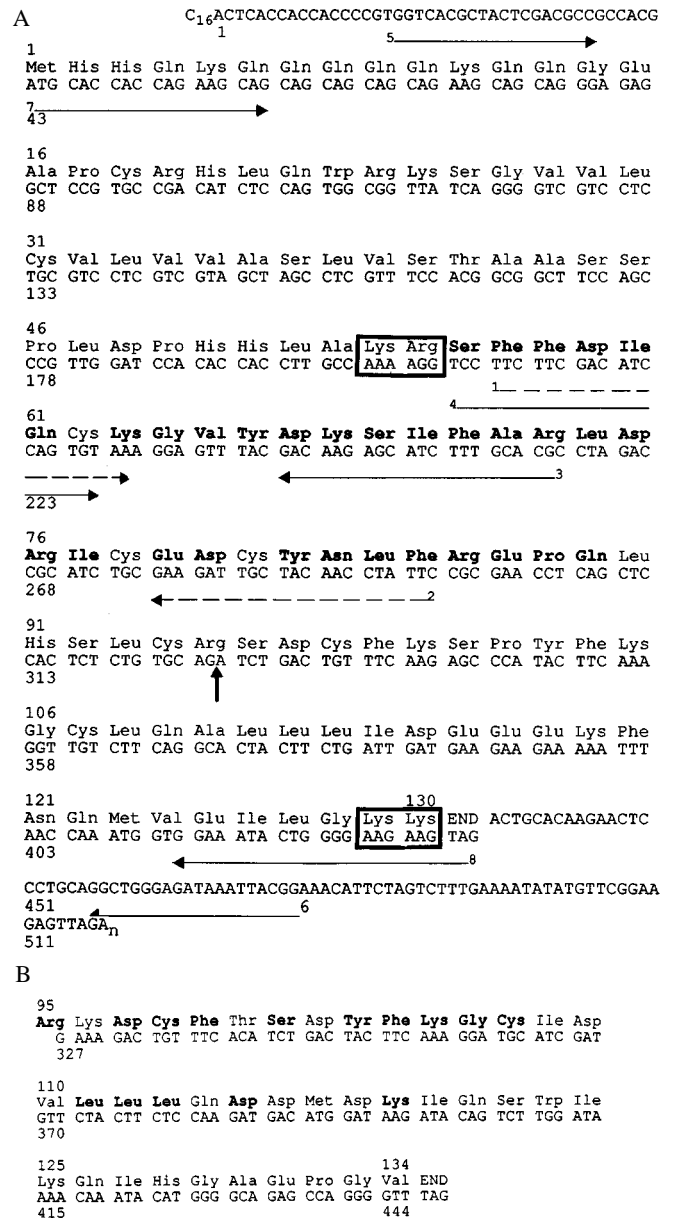 A
C16ACTCACCACCACCCCGTGGTCACGCTACTCGACGCCGCCACG
1 5
1
Met His His Gln Lys Gln Gln Gln Gln Gln Lys Gln Gln Gly Glu
ATG CAC CAC CAG AAG CAG CAG CAG CAG CAG AAG CAG CAG GGA GAG
7
43
16
Ala Pro Cys Arg His Leu Gln Trp Arg Lys Ser Gly Val Val Leu
GCT CCG TGC CGA CAT CTC CAG TGG CGG TTA TCA GGG GTC GTC CTC
88
31
Cys Val Leu Val Val Ala Ser Leu Val Ser Thr Ala Ala Ser Ser
TGC GTC CTC GTC GTA GCT AGC CTC GTT TCC ACG GCG GCT TCC AGC
133
46
Pro Leu Asp Pro His His Leu Ala Lys Arg Ser Phe Phe Asp Ile
CCG TTG GAT CCA CAC CAC CTT GCC AAA AGG TCC TTC TTC GAC ATC
178 1
4
61
Gln Cys Lys Gly Val Tyr Asp Lys Ser Ile Phe Ala Arg Leu Asp
CAG TGT AAA GGA GTT TAC GAC AAG AGC ATC TTT GCA CGC CTA GAC
3
223
76
Arg Ile Cys Glu Asp Cys Tyr Asn Leu Phe Arg Glu Pro Gln Leu
CGC ATC TGC GAA GAT TGC TAC AAC CTA TTC CGC GAA CCT CAG CTC
268 2
91
His Ser Leu Cys Arg Ser Asp Cys Phe Lys Ser Pro Tyr Phe Lys
CAC TCT CTG TGC AGA TCT GAC TGT TTC AAG AGC CCA TAC TTC AAA
313
106
Gly Cys Leu Gln Ala Leu Leu Leu Ile Asp Glu Glu Glu Lys Phe
GGT TGT CTT CAG GCA CTA CTT CTG ATT GAT GAA GAA GAA AAA TTT
358
121 130
Asn Gln Met Val Glu Ile Leu Gly Lys Lys END ACTGCACAAGAACTC
AAC CAA ATG GTG GAA ATA CTG GGG AAG AAG TAG
403 8
CCTGCAGGCTGGGAGATAAATTACGGAAACATTCTAGTCTTTGAAAATATATGTTCGGAA
451 6
GAGTTAGAn
511
B
95
Arg Lys Asp Cys Phe Thr Ser Asp Tyr Phe Lys Gly Cys Ile Asp
G AAA GAC TGT TTC ACA TCT GAC TAC TTC AAA GGA TGC ATC GAT
327
110
Val Leu Leu Leu Gln Asp Asp Met Asp Lys Ile Gln Ser Trp Ile
GTT CTA CTT CTC CAA GAT GAC ATG GAT AAG ATA CAG TCT TGG ATA
370
125 134
Lys Gln Ile His Gly Ala Glu Pro Gly Val END
AAA CAA ATA CAT GGG GCA GAG CCA GGG GTT TAG
415 444